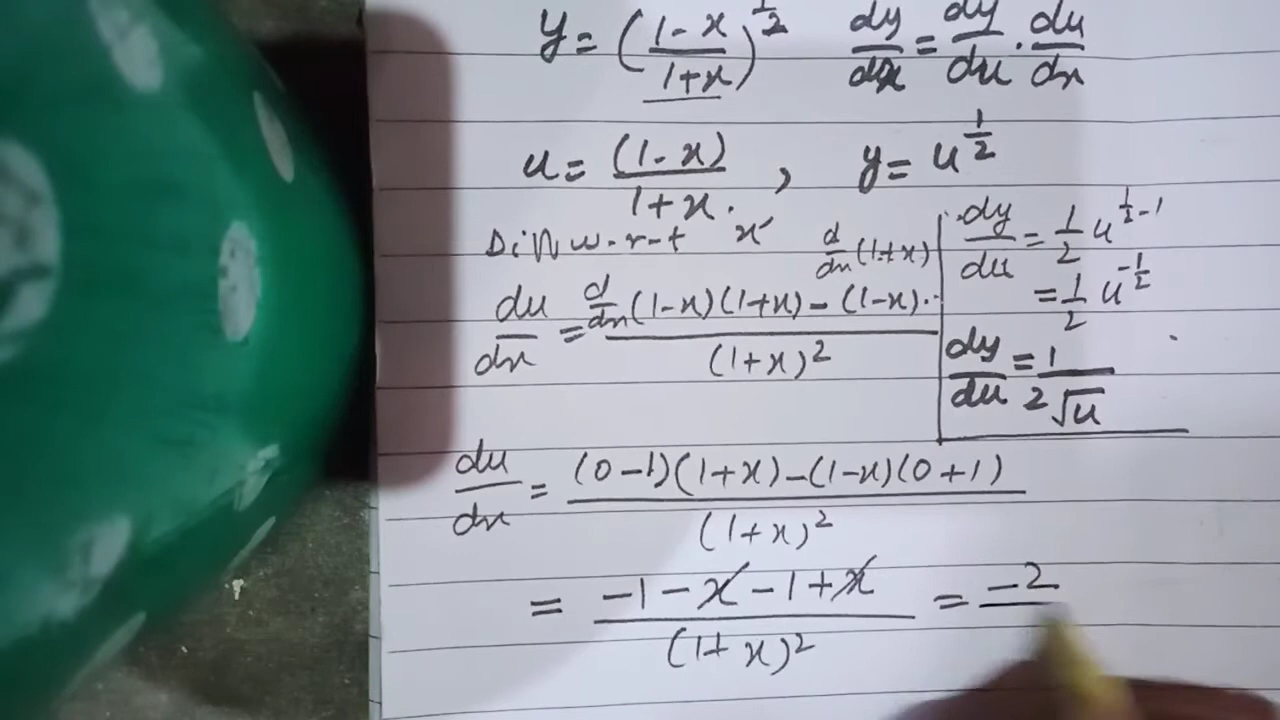 y = ((1-x)/(1+x))^(1/2)   dy/dx = dy/du · du/dx
u = (1-x)/(1+x) . , y = u^(1/2)
Diff w-r-t x'
du/dx = (d/dx (1-x)(1+x) - (1-x) · d/dx (1+x))/(1+x)^2
dy/du = 1/2 u^(1/2 - 1)
= 1/2 u^(-1/2)
dy/du = 1/(2√u)
du/dx = ((0-1)(1+x)-(1-x)(0+1))/(1+x)^2
= (-1-x-1+x)/(1+x)^2 = -2